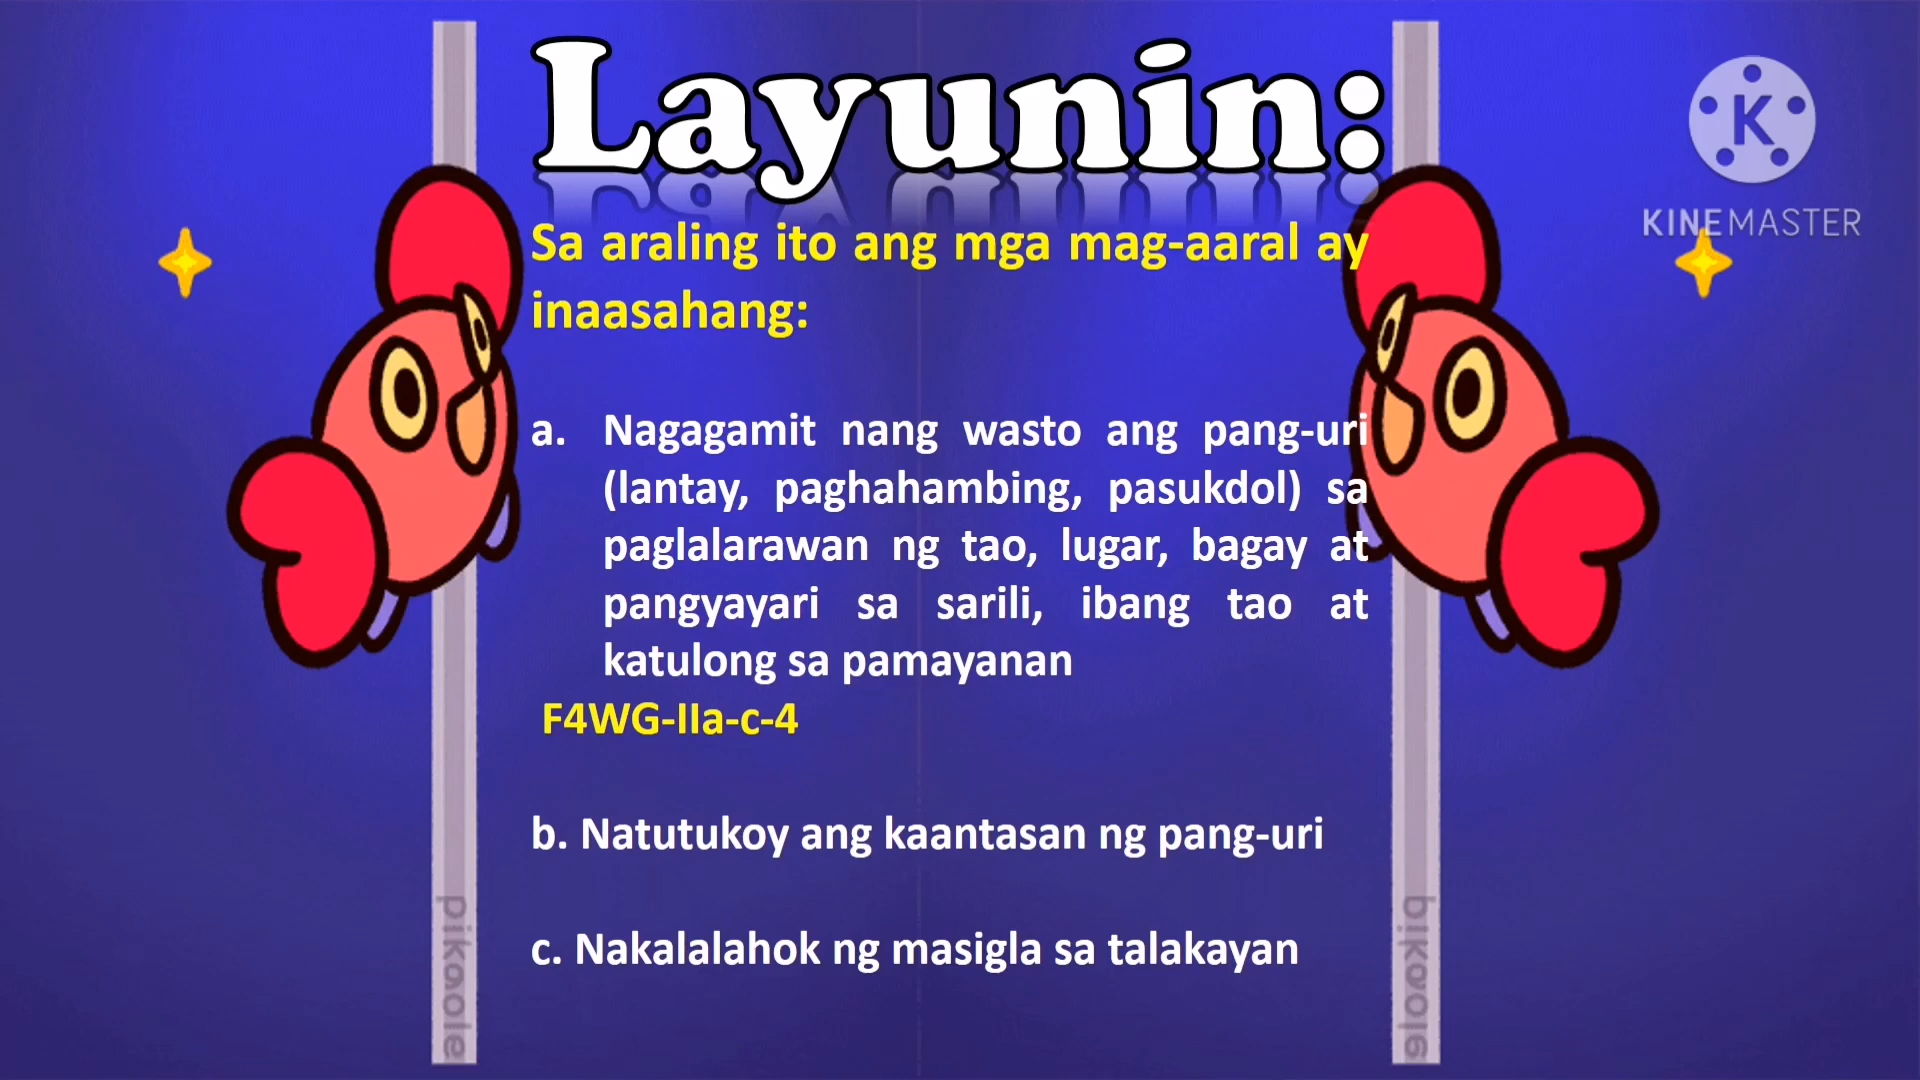 Layunin:
KINEMASTER
Sa araling ito ang mga mag-aaral ay
inaasahang:
a. Nagagamit nang wasto ang pang-uri
(lantay, paghahambing, pasukdol) sa
paglalarawan ng tao, lugar, bagay at
pangyayari sa sarili, ibang tao at
katulong sa pamayanan
F4WG-IIa-c-4
b. Natutukoy ang kaantasan ng pang-uri
c. Nakalalahok ng masigla sa talakayan
pikaole